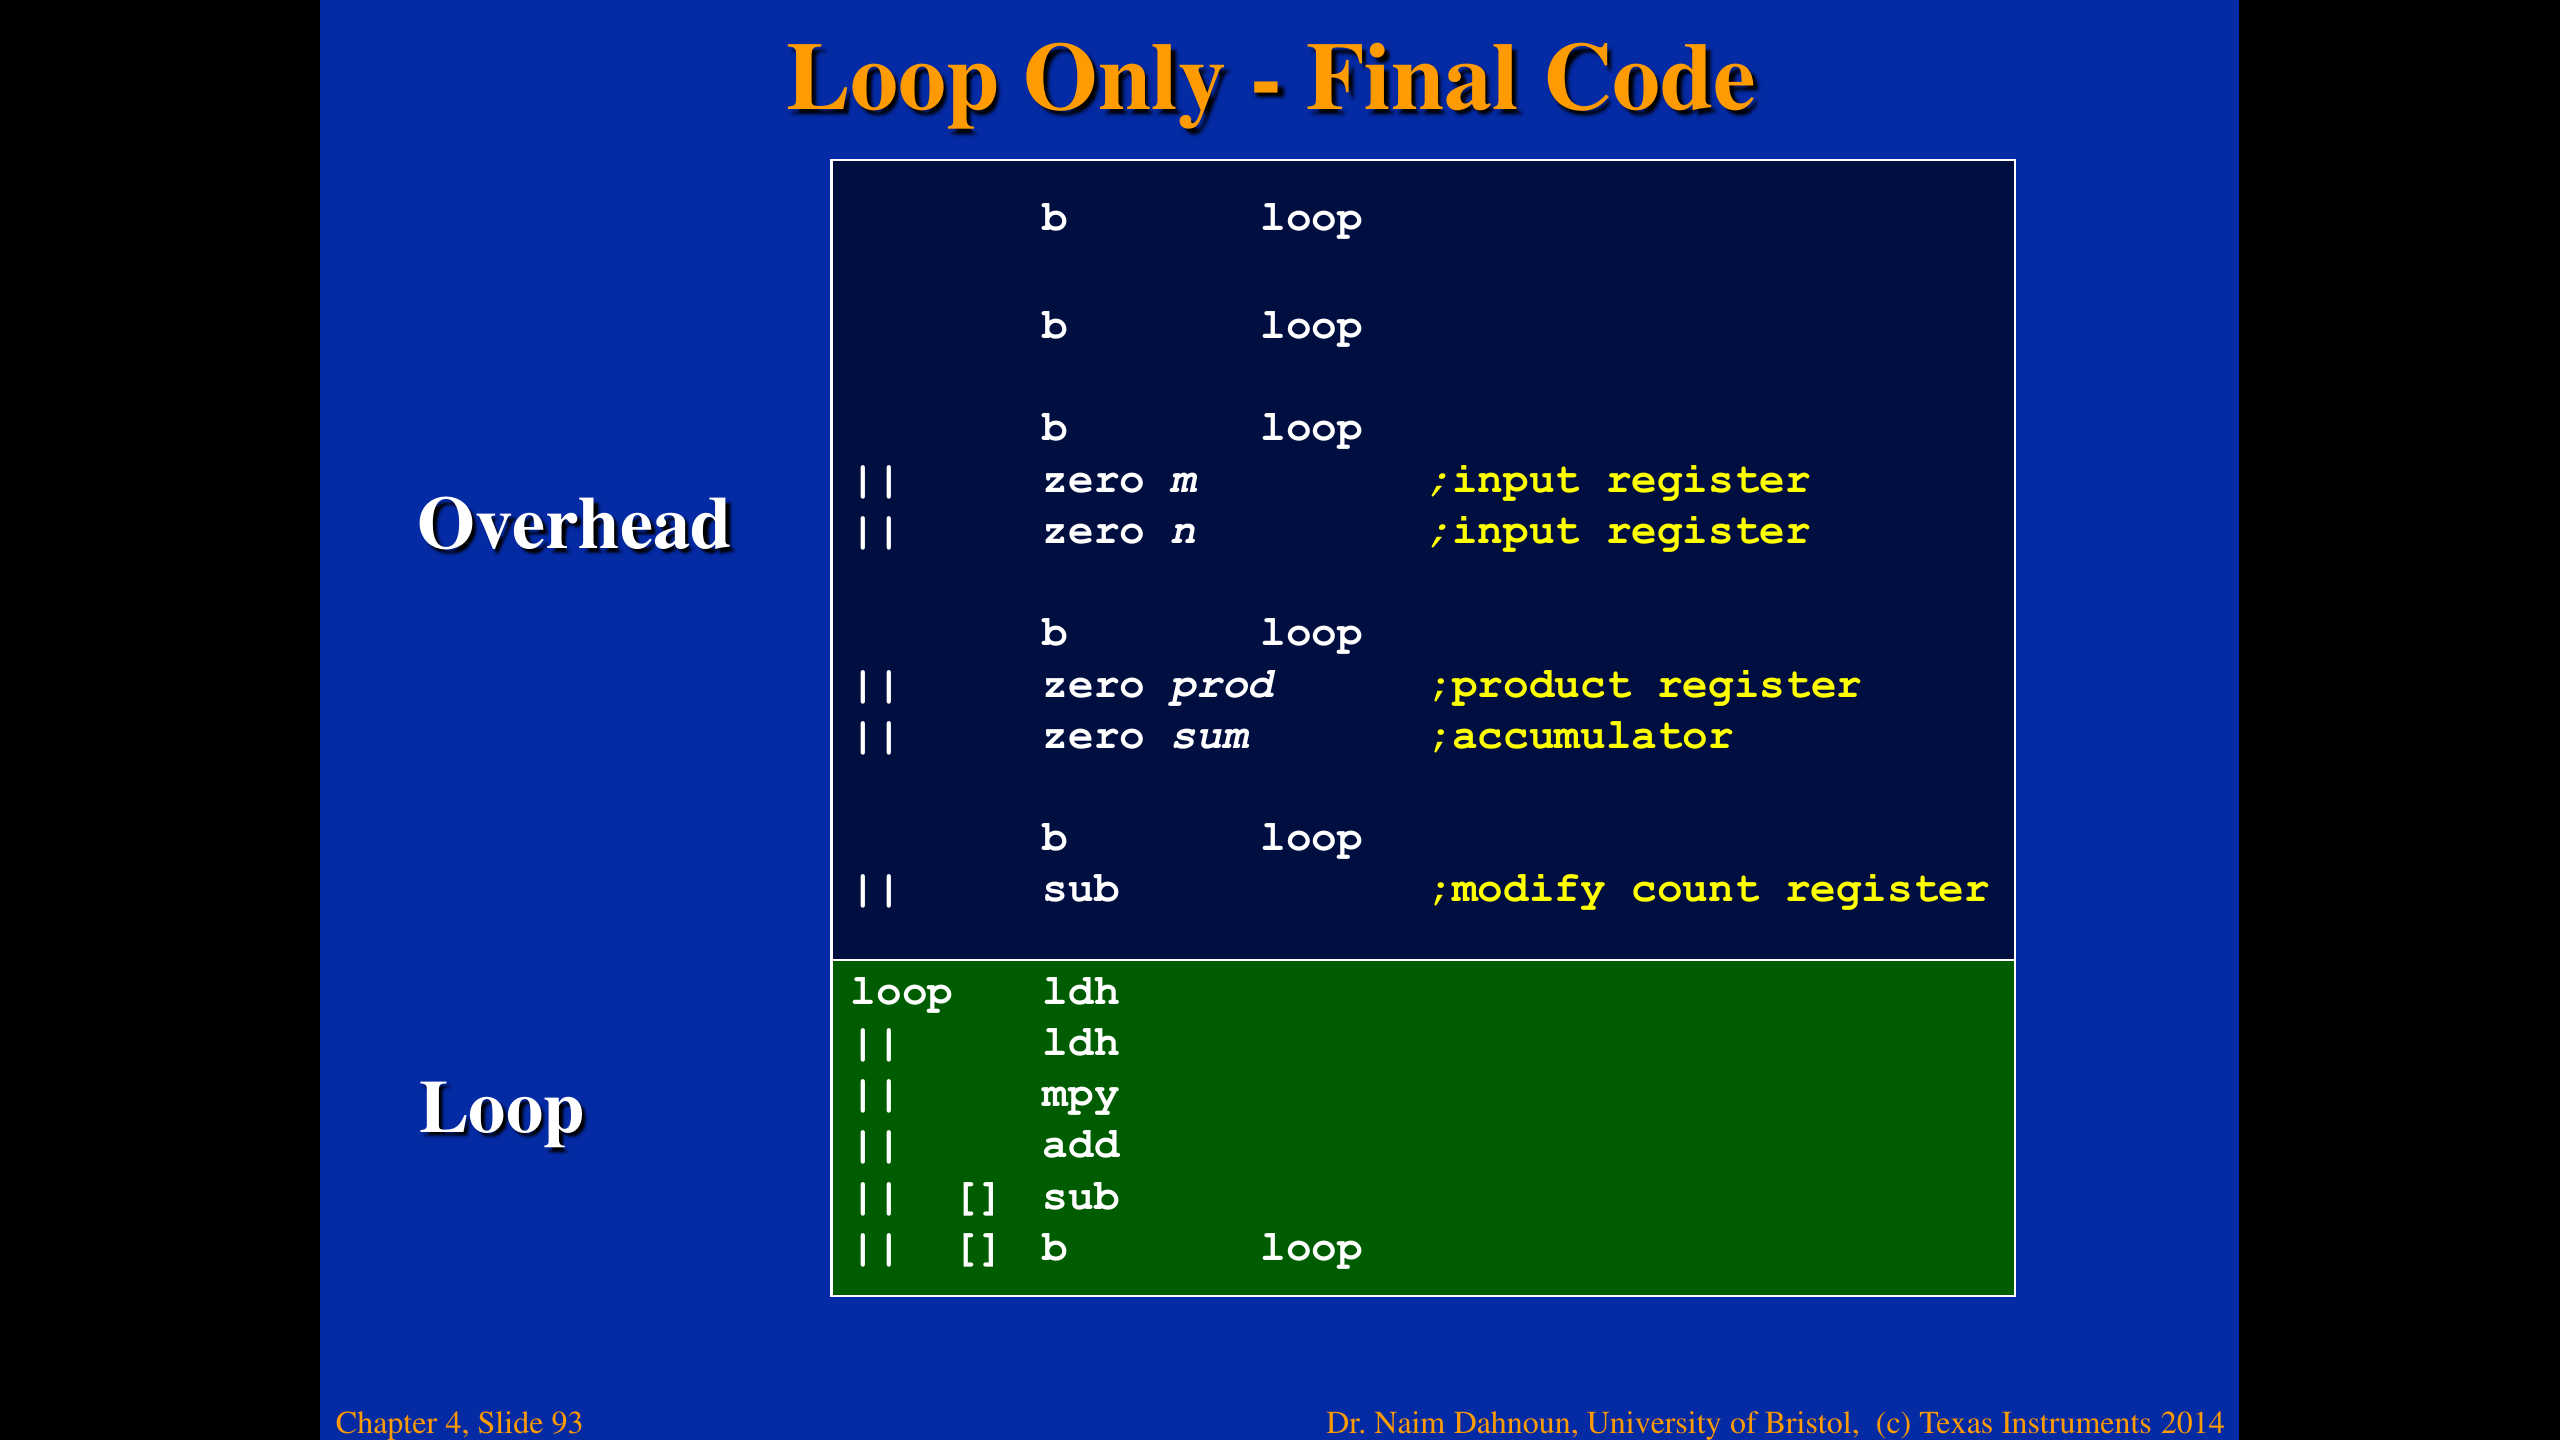 Loop Only - Final Code
b loop
b loop
b loop
|| zero m ;input register
|| zero n ;input register
Overhead
b loop
|| zero prod ;product register
|| zero sum ;accumulator
b loop
|| sub ;modify count register
loop ldh
|| ldh
|| mpy
Loop
|| add
|| [] sub
|| [] b loop
Chapter 4, Slide 93
Dr. Naim Dahnoun, University of Bristol, (c) Texas Instruments 2014